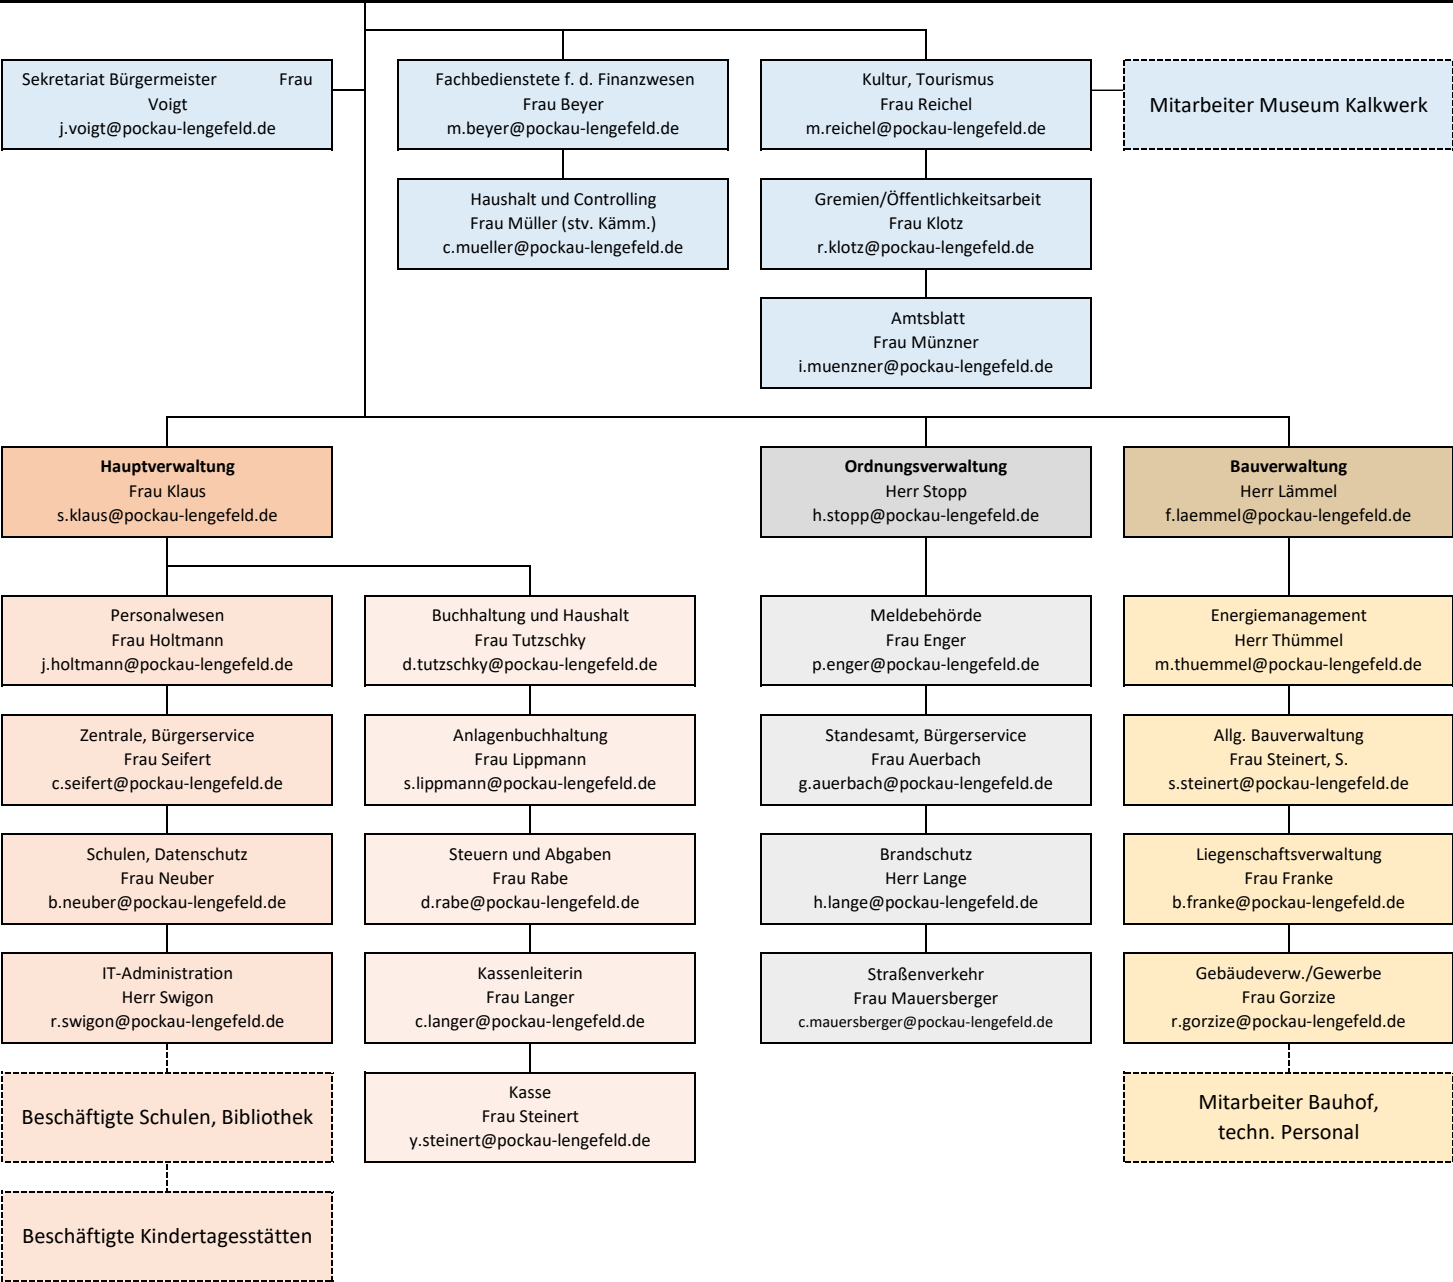 Sekretariat Bürgermeister Frau
Voigt
j.voigt@pockau-lengefeld.de
Fachbedienstete f. d. Finanzwesen
Frau Beyer
m.beyer@pockau-lengefeld.de
Kultur, Tourismus
Frau Reichel
m.reichel@pockau-lengefeld.de
Mitarbeiter Museum Kalkwerk
Haushalt und Controlling
Frau Müller (stv. Kämm.)
c.mueller@pockau-lengefeld.de
Gremien/Öffentlichkeitsarbeit
Frau Klotz
r.klotz@pockau-lengefeld.de
Amtsblatt
Frau Münzner
i.muenzner@pockau-lengefeld.de
Hauptverwaltung
Frau Klaus
s.klaus@pockau-lengefeld.de
Ordnungsverwaltung
Herr Stopp
h.stopp@pockau-lengefeld.de
Bauverwaltung
Herr Lämmel
f.laemmel@pockau-lengefeld.de
Personalwesen
Frau Holtmann
j.holtmann@pockau-lengefeld.de
Buchhaltung und Haushalt
Frau Tutzschky
d.tutzschky@pockau-lengefeld.de
Meldebehörde
Frau Enger
p.enger@pockau-lengefeld.de
Energiemanagement
Herr Thümmel
m.thuemmel@pockau-lengefeld.de
Zentrale, Bürgerservice
Frau Seifert
c.seifert@pockau-lengefeld.de
Anlagenbuchhaltung
Frau Lippmann
s.lippmann@pockau-lengefeld.de
Standesamt, Bürgerservice
Frau Auerbach
g.auerbach@pockau-lengefeld.de
Allg. Bauverwaltung
Frau Steinert, S.
s.steinert@pockau-lengefeld.de
Schulen, Datenschutz
Frau Neuber
b.neuber@pockau-lengefeld.de
Steuern und Abgaben
Frau Rabe
d.rabe@pockau-lengefeld.de
Brandschutz
Herr Lange
h.lange@pockau-lengefeld.de
Liegenschaftsverwaltung
Frau Franke
b.franke@pockau-lengefeld.de
IT-Administration
Herr Swigon
r.swigon@pockau-lengefeld.de
Kassenleiterin
Frau Langer
c.langer@pockau-lengefeld.de
Straßenverkehr
Frau Mauersberger
c.mauersberger@pockau-lengefeld.de
Gebäudeverw./Gewerbe
Frau Gorzize
r.gorzize@pockau-lengefeld.de
Beschäftigte Schulen, Bibliothek
Kasse
Frau Steinert
y.steinert@pockau-lengefeld.de
Mitarbeiter Bauhof,
techn. Personal
Beschäftigte Kindertagesstätten